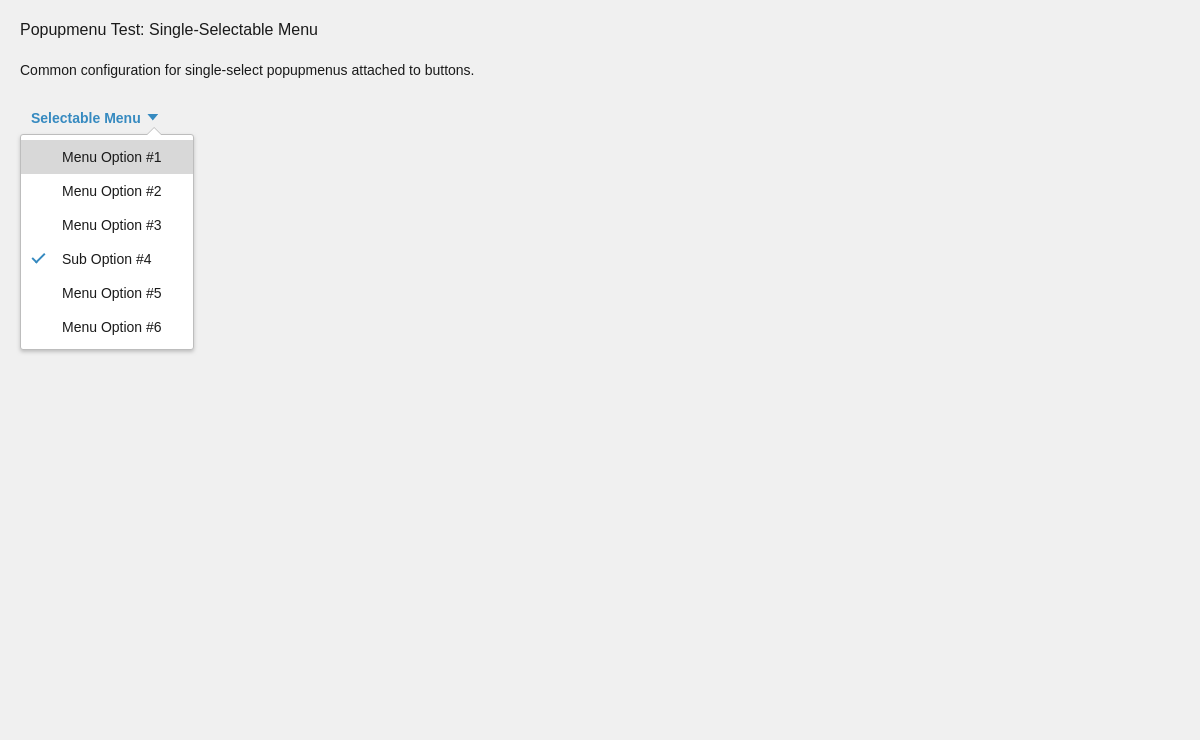 Popupmenu Test: Single-Selectable Menu
Common configuration for single-select popupmenus attached to buttons.
Selectable Menu
Menu Option #1
Menu Option #2
Menu Option #3
Sub Option #4
Menu Option #5
Menu Option #6